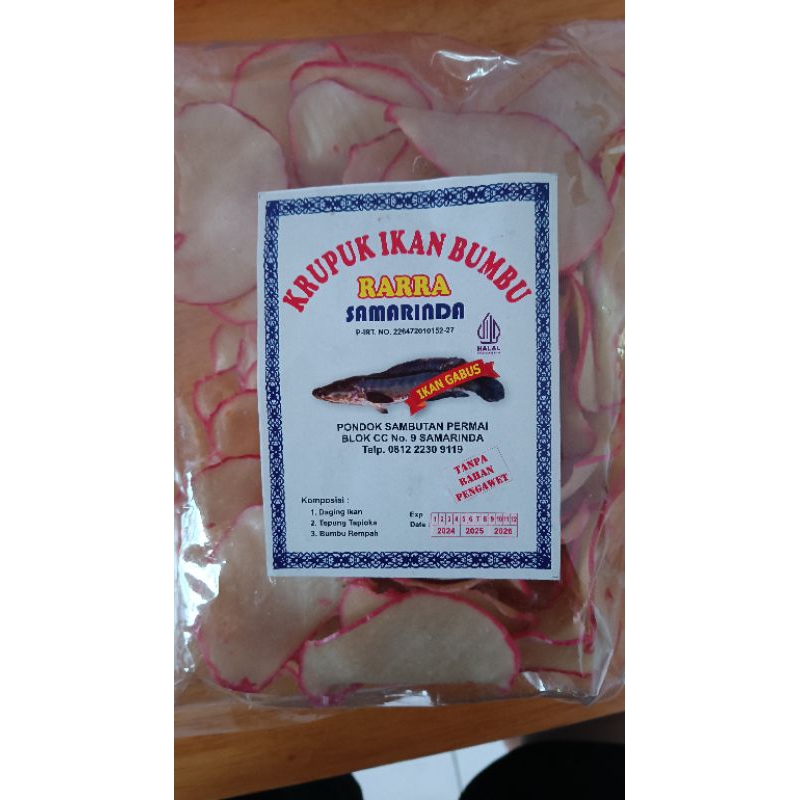 KRUPUK IKAN BUMBU
RARRA
SAMARINDA
P-IRT. NO. 226472010152-27
HALAL
INDONESIA
IKAN GABUS
PONDOK SAMBUTAN PERMAI
BLOK CC No. 9 SAMARINDA
Telp. 0812 2230 9119
TANPA
BAHAN
PENGAWET
Komposisi :
1. Daging Ikan
2. Tepung Tapioka
3. Bumbu Rempah
Exp
Date :
1 2 3 4 5 6 7 8 9 10 11 12
2024 2025 2026